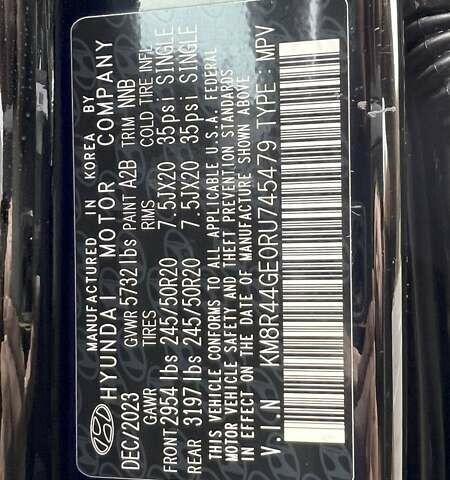 MANUFACTURED IN KOREA BY
HYUNDAI MOTOR COMPANY
DEC/2023 GVWR 5732 lbs PAINT A2B TRIM NNB
GAWR TIRES RIMS COLD TIRE INFL
FRONT 2954 lbs 245/50R20 7.5JX20 35psi SINGLE
REAR 3197 lbs 245/50R20 7.5JX20 35psi SINGLE
THIS VEHICLE CONFORMS TO ALL APPLICABLE U.S.A. FEDERAL
MOTOR VEHICLE SAFETY AND THEFT PREVENTION STANDARDS
IN EFFECT ON THE DATE OF MANUFACTURE SHOWN ABOVE
V.I.N KM8R44GE0RU745479 TYPE : MPV